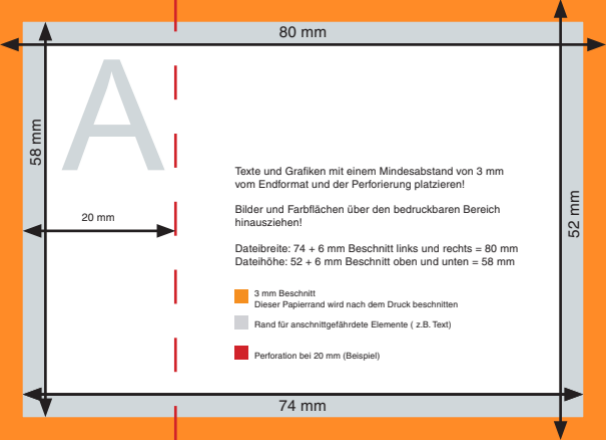 80 mm
A
58 mm
Texte und Grafiken mit einem Mindesabstand von 3 mm
vom Endformat und der Perforierung platzieren!
Bilder und Farbflächen über den bedruckbaren Bereich
hinausziehen!
20 mm
52 mm
Dateibreite: 74 + 6 mm Beschnitt links und rechts = 80 mm
Dateihöhe: 52 + 6 mm Beschnitt oben und unten = 58 mm
3 mm Beschnitt
Dieser Papierrand wird nach dem Druck beschnitten
Rand für anschnittgefährdete Elemente ( z.B. Text)
Perforation bei 20 mm (Beispiel)
74 mm